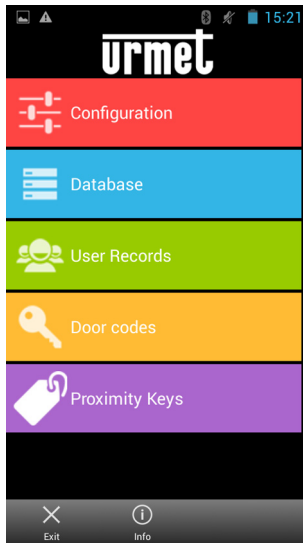 15:21
urmet
Configuration
Database
User Records
Door codes
Proximity Keys
Exit
Info